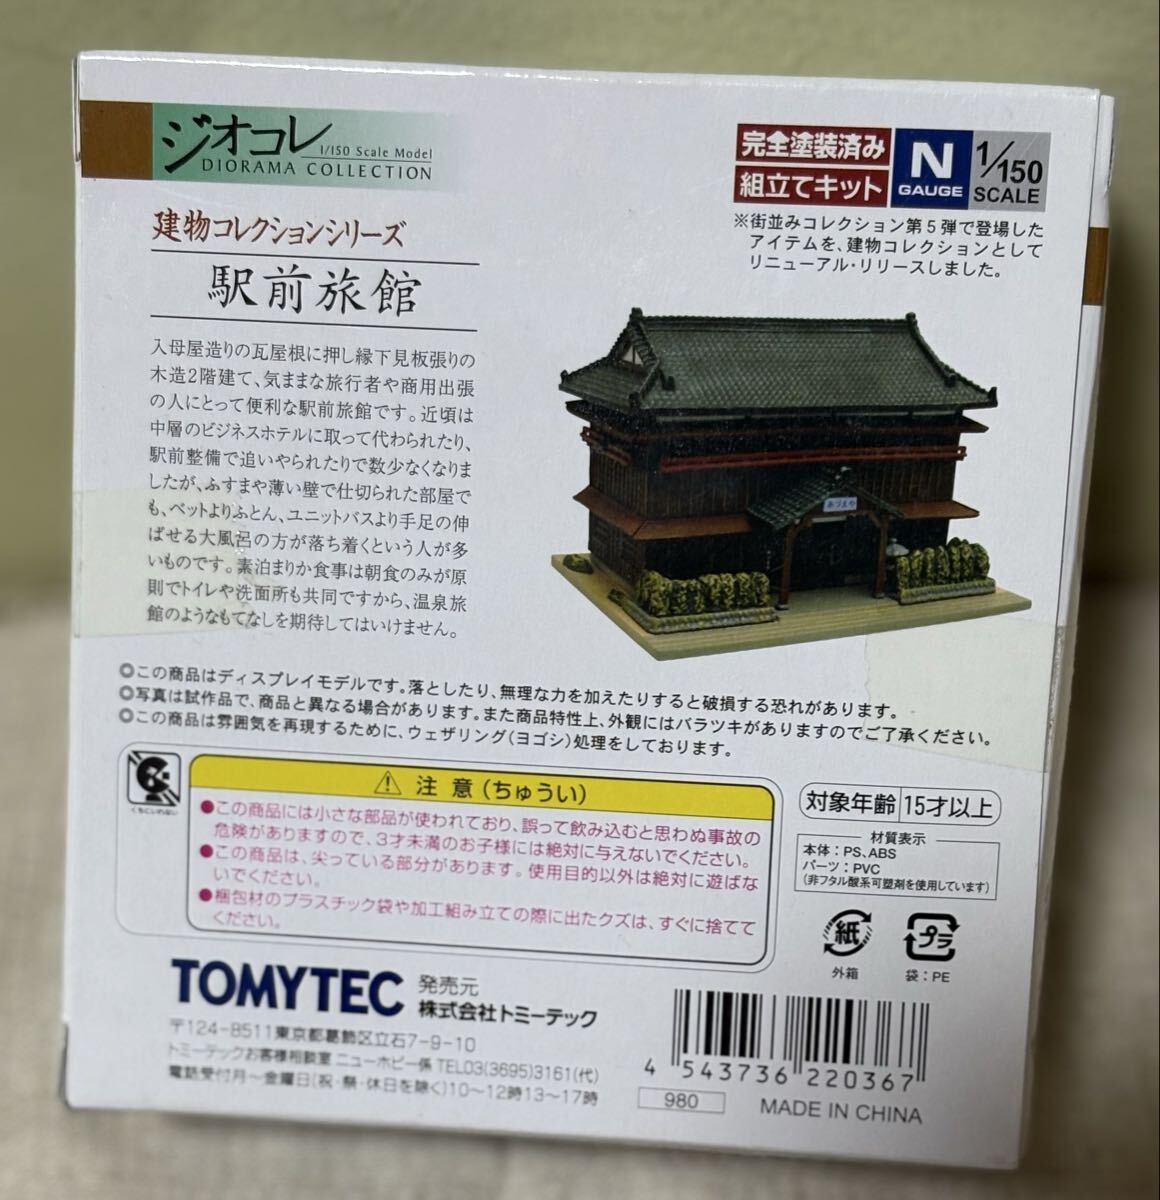 ジオコレ
1/150 Scale Model
DIORAMA COLLECTION
建物コレクションシリーズ
駅前旅館
入母屋造りの瓦屋根に押し縁下見板張りの
木造2階建て、気ままな旅行者や商用出張
の人にとって便利な駅前旅館です。近頃は
中層のビジネスホテルに取って代わられたり、
駅前整備で追いやられたりで数少なくなりま
したが、ふすまや薄い壁で仕切られた部屋で
も、ベットよりふとん、ユニットバスより手足の伸
ばせる大風呂の方が落ち着くという人が多
いものです。素泊まりか食事は朝食のみが原
則でトイレや洗面所も共同ですから、温泉旅
館のようなもてなしを期待してはいけません。
完全塗装済み
組立てキット
N
GAUGE
1/150
SCALE
※街並みコレクション第5弾で登場した
アイテムを、建物コレクションとして
リニューアル・リリースしました。
あづまや
◎この商品はディスプレイモデルです。落としたり、無理な力を加えたりすると破損する恐れがあります。
◎写真は試作品で、商品と異なる場合があります。また商品特性上、外観にはバラツキがありますのでご了承ください。
◎この商品は雰囲気を再現するために、ウェザリング(ヨゴシ)処理をしております。
くちにいれない
注意(ちゅうい)
●この商品には小さな部品が使われており、誤って飲み込むと思わぬ事故の
危険がありますので、3才未満のお子様には絶対に与えないでください。
●この商品は、尖っている部分があります。使用目的以外は絶対に遊ばな
いでください。
●梱包材のプラスチック袋や加工組み立ての際に出たクズは、すぐに捨てて
ください。
対象年齢 15才以上
材質表示
本体:PS、ABS
パーツ:PVC
(非フタル酸系可塑剤を使用しています)
紙
外箱
プラ
袋:PE
TOMYTEC
発売元
株式会社トミーテック
〒124-8511東京都葛飾区立石7-9-10
トミーテックお客様相談室 ニューホビー係 TEL03(3695)3161(代)
電話受付月~金曜日(祝・祭・休日を除く)10~12時13~17時
4 543736 220367
980
MADE IN CHINA